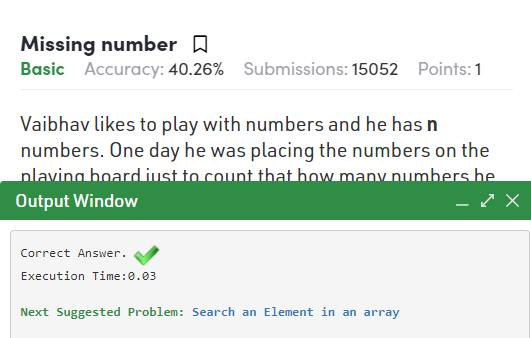 Missing number
Basic Accuracy: 40.26% Submissions: 15052 Points: 1
Vaibhav likes to play with numbers and he has n
numbers. One day he was placing the numbers on the
playing board just to count that how many numbers he
Output Window
Correct Answer.
Execution Time:0.03
Next Suggested Problem: Search an Element in an array